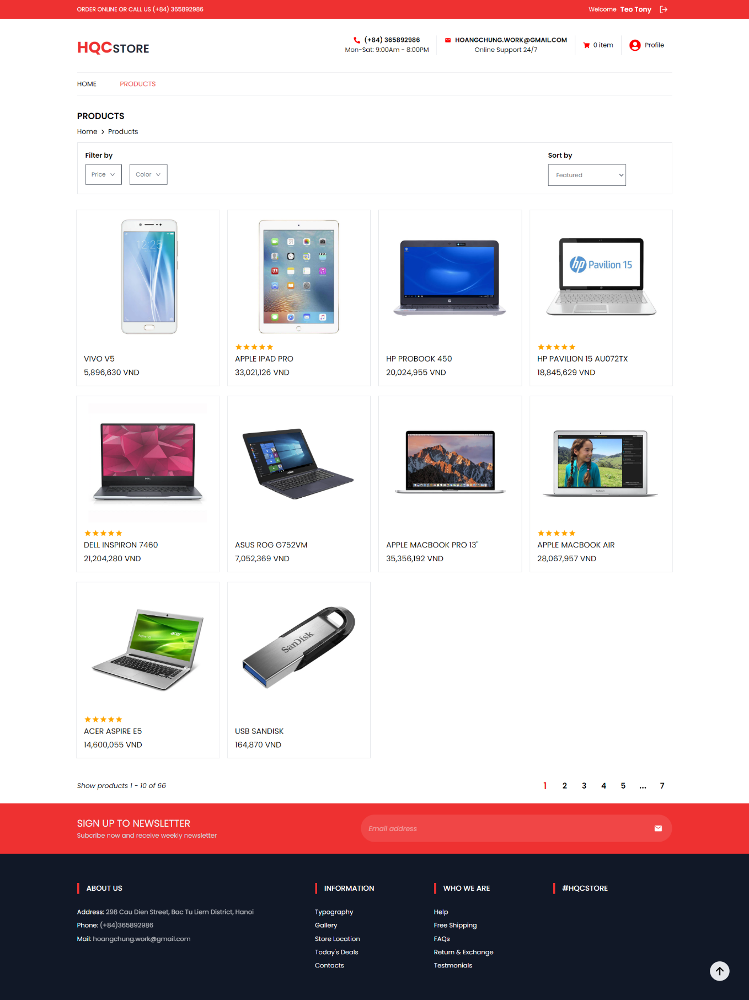 ORDER ONLINE OR CALL US (+84) 365892986
Welcome Teo Tony
HQCSTORE
(+84) 365892986
Mon-Sat: 9:00Am - 8:00PM
HOANGCHUNG.WORK@GMAIL.COM
Online Support 24/7
0 item
Profile
HOME
PRODUCTS
PRODUCTS
Home > Products
Filter by
Sort by
Price
Color
Featured
12:25
hp Pavilion 15
VIVO V5
5,896,630 VND
APPLE IPAD PRO
33,021,126 VND
HP PROBOOK 450
20,024,955 VND
HP PAVILION 15 AU072TX
18,845,629 VND
DELL
ASUS
DELL INSPIRON 7460
21,204,280 VND
ASUS ROG G752VM
7,052,369 VND
APPLE MACBOOK PRO 13"
35,356,192 VND
APPLE MACBOOK AIR
28,067,957 VND
Aspire V5
acer
SanDisk
ACER ASPIRE E5
14,600,055 VND
USB SANDISK
164,870 VND
Show products 1 - 10 of 66
1 2 3 4 5 ... 7
SIGN UP TO NEWSLETTER
Subcribe now and receive weekly newsletter
Email address
ABOUT US
Address: 298 Cau Dien Street, Bac Tu Liem District, Hanoi
Phone: (+84)365892986
Mail: hoangchung.work@gmail.com
INFORMATION
Typography
Gallery
Store Location
Today's Deals
Contacts
WHO WE ARE
Help
Free Shipping
FAQs
Return & Exchange
Testmonials
#HQCSTORE